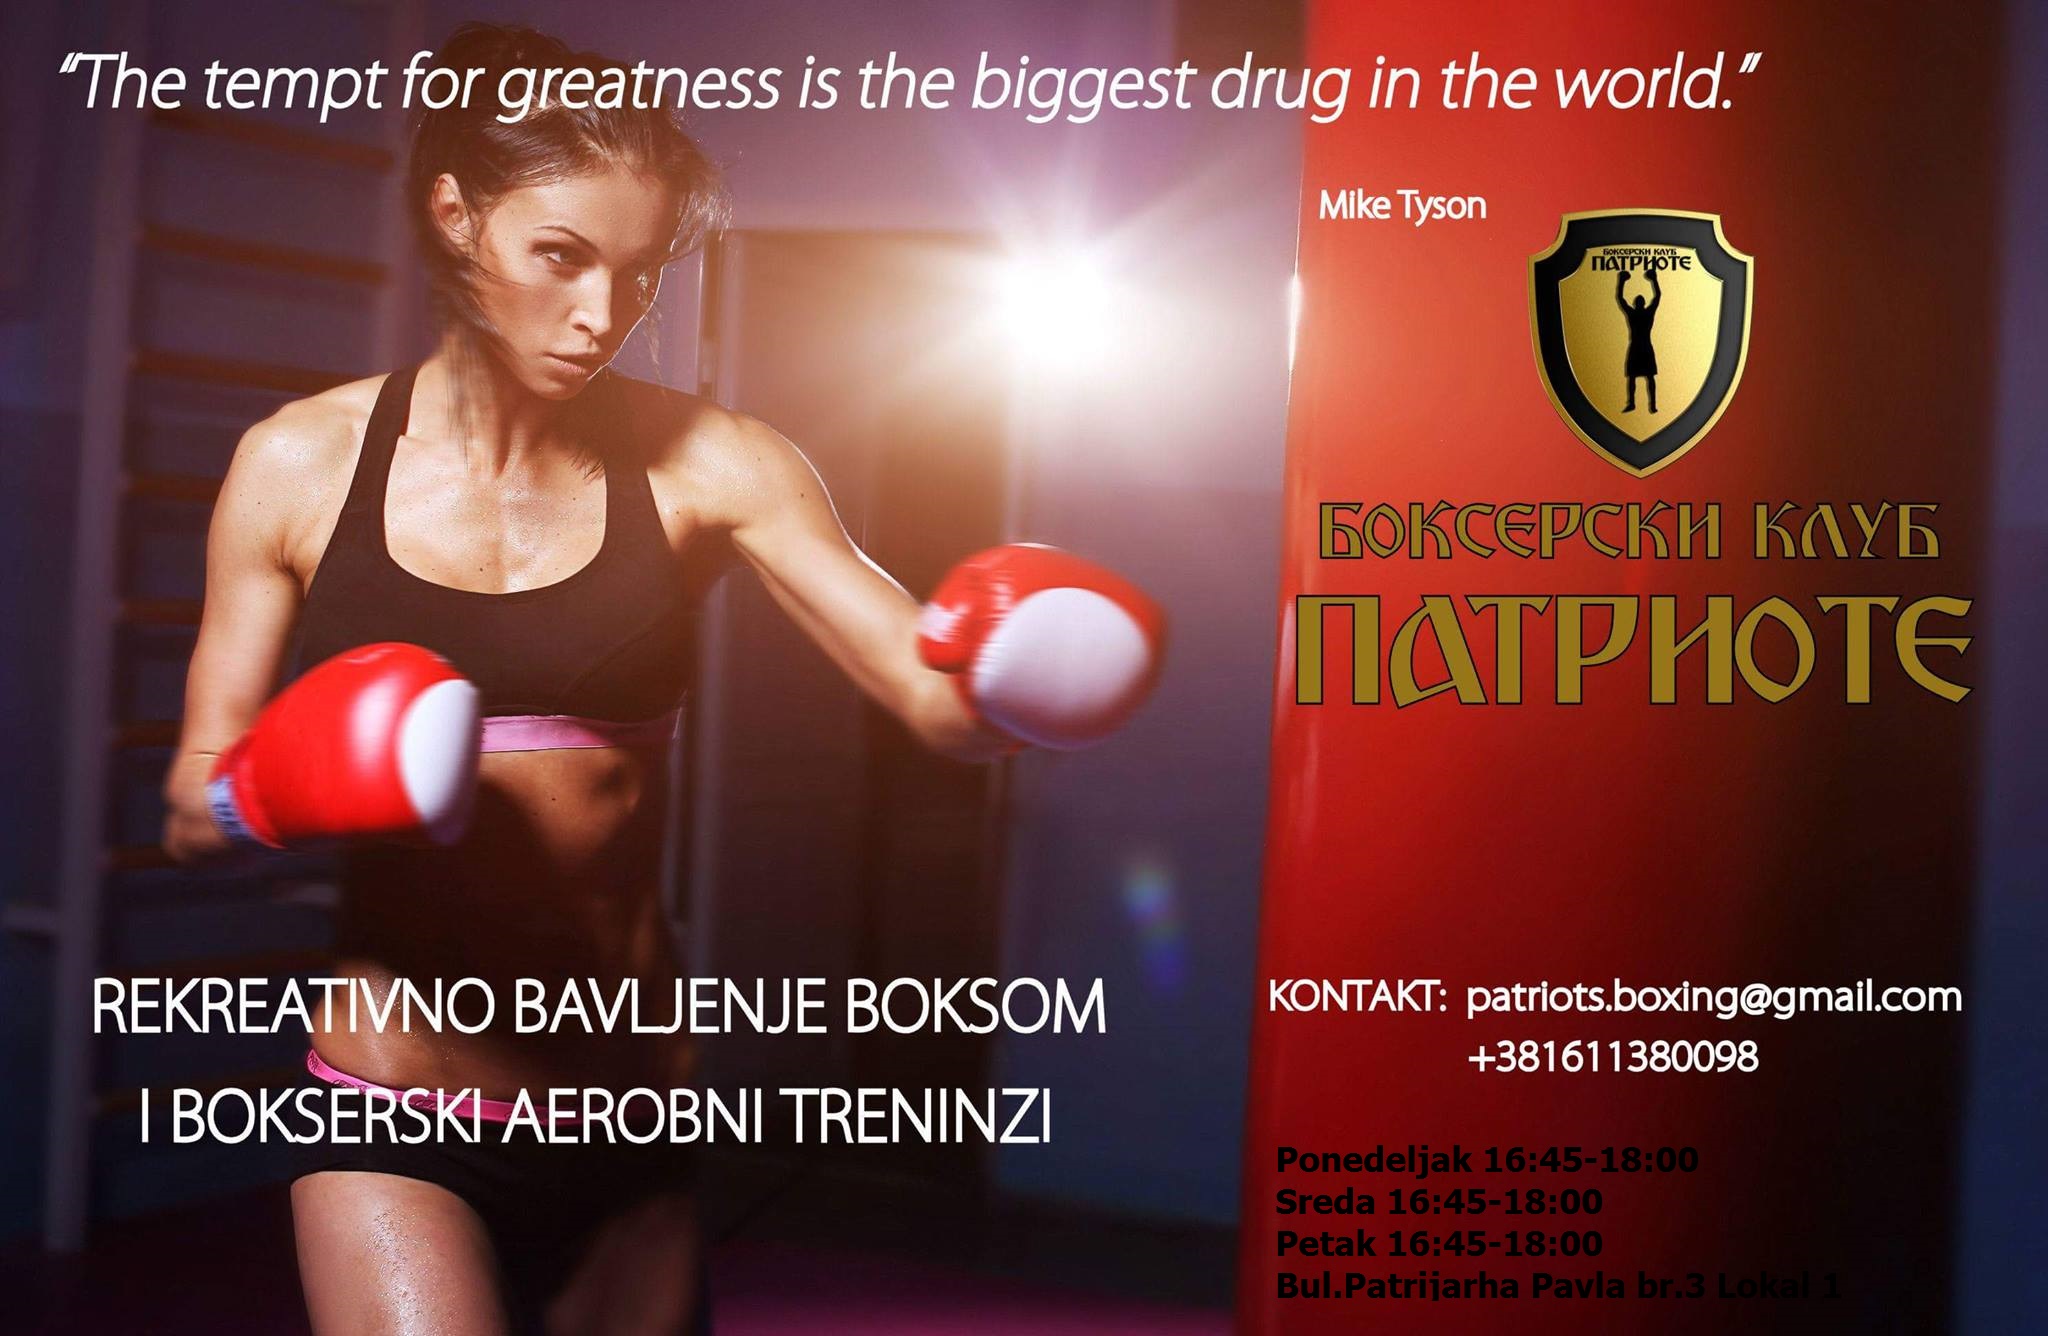 “The tempt for greatness is the biggest drug in the world.”
Mike Tyson
БОКСЕРСКИ КЛУБ
ПАТРИОТЕ
БОКСЕРСКИ КЛУБ
ПАТРИОТЕ
REKREATIVNO BAVLJENJE BOKSOM
I BOKSERSKI AEROBNI TRENINZI
KONTAKT: patriots.boxing@gmail.com
+381611380098
Ponedeljak 16:45-18:00
Sreda 16:45-18:00
Petak 16:45-18:00
Bul.Patrijarha Pavla br.3 Lokal 1